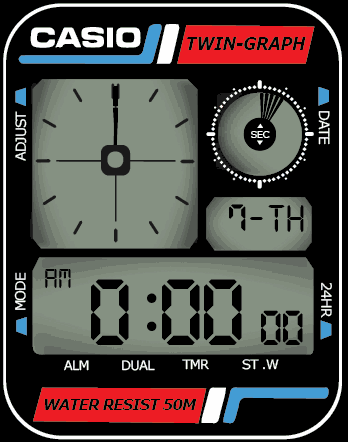 CASIO
TWIN-GRAPH
ADJUST
DATE
SEC
7-TH
MODE
24HR
AM
0:00 00
ALM DUAL TMR ST.W
WATER RESIST 50M